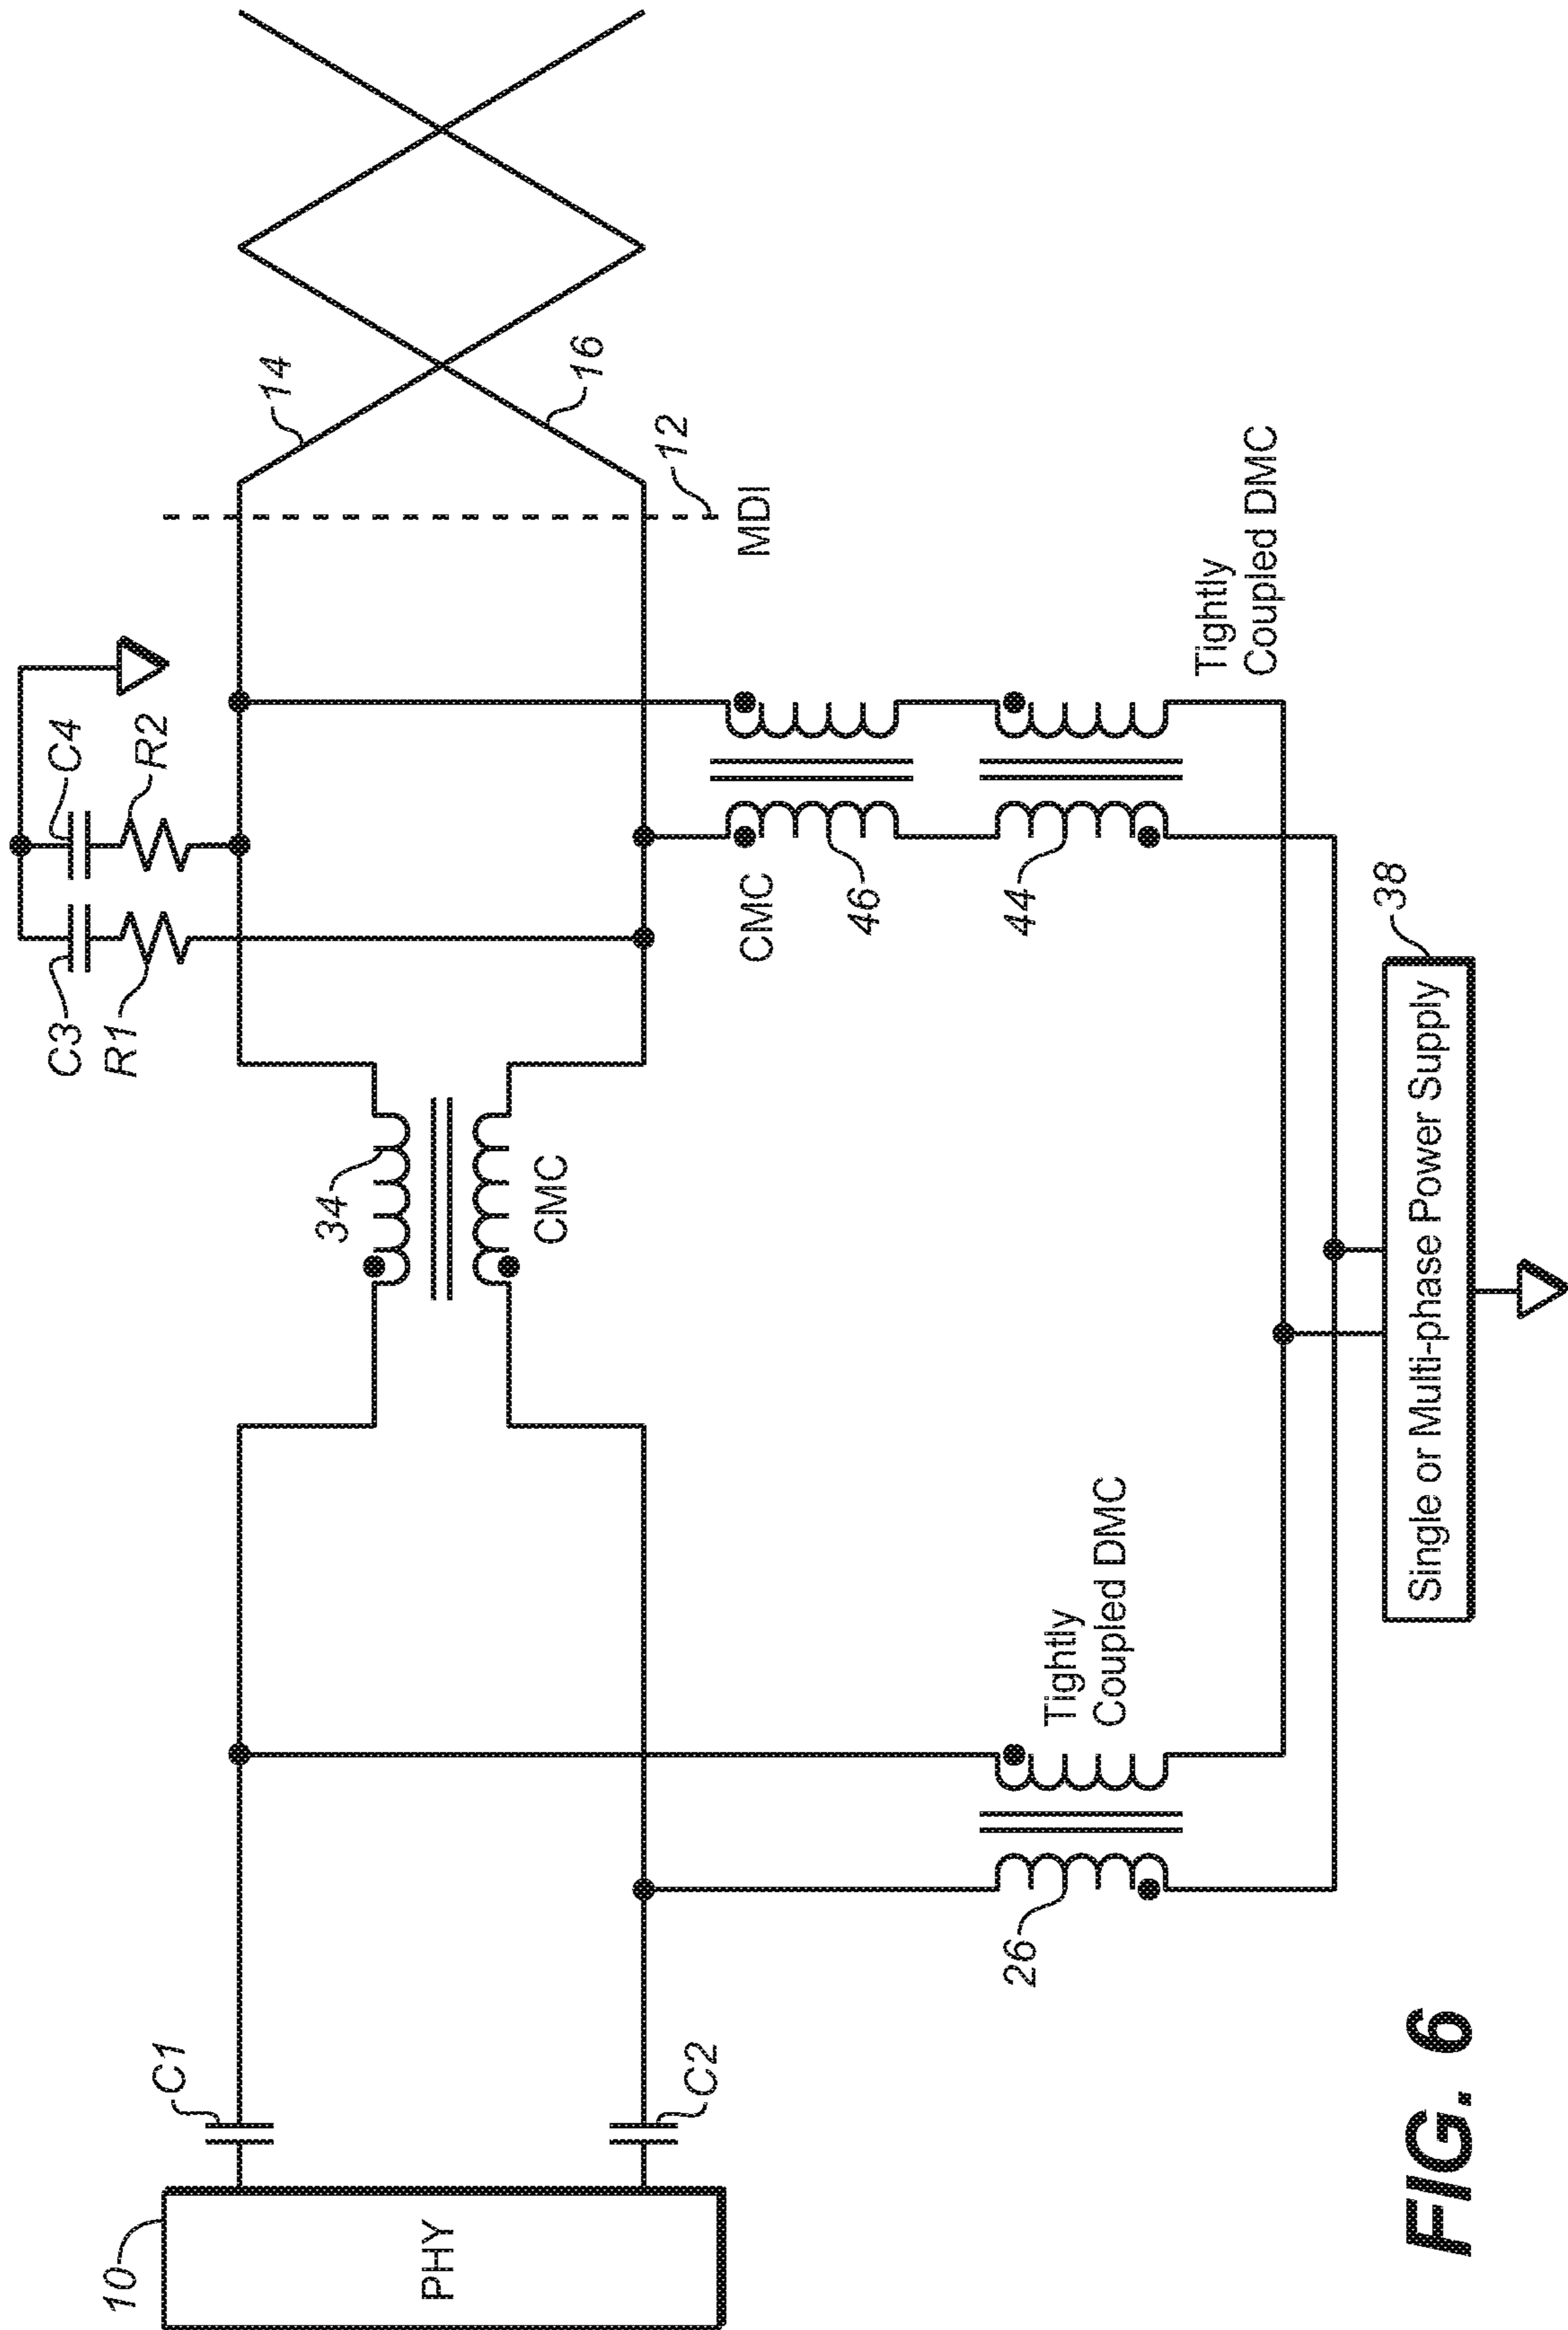 C3
C4
R1
R2
14
16
12
MDI
34
CMC
CMC
46
44
Tightly
Coupled DMC
10
PHY
C1
C2
26
Tightly
Coupled DMC
38
Single or Multi-phase Power Supply
FIG. 6